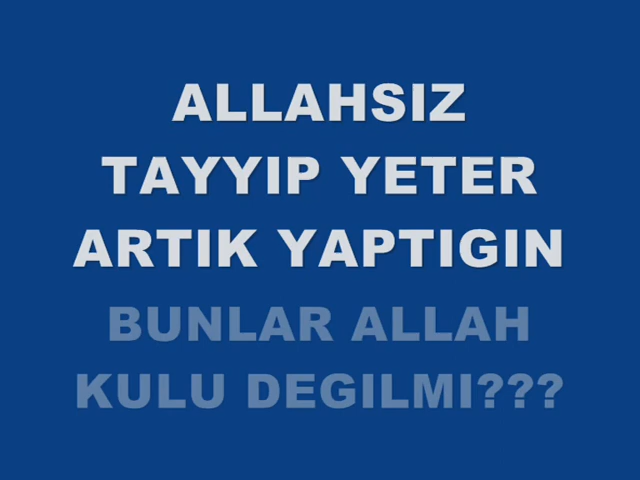 ALLAHSIZ
TAYYIP YETER
ARTIK YAPTIGIN
BUNLAR ALLAH
KULU DEGILMI???